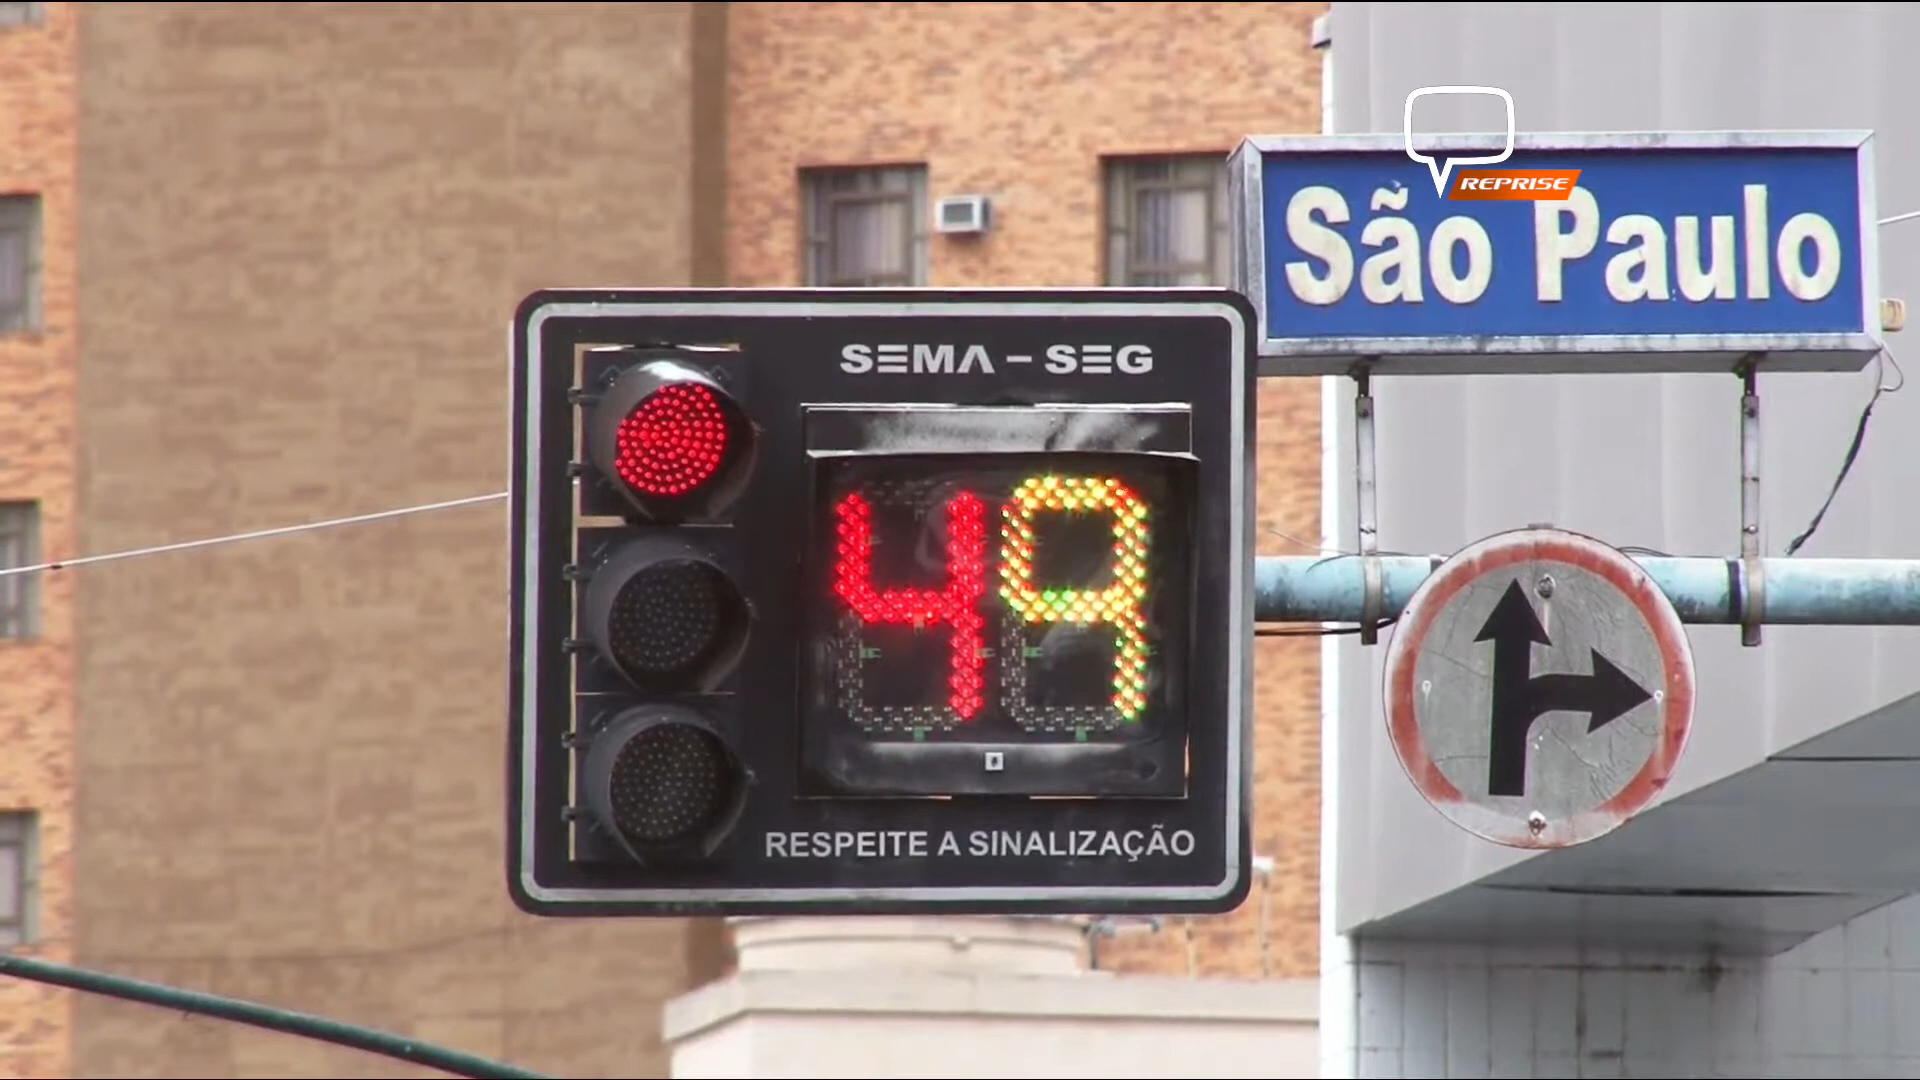 REPRISE
São Paulo
SEMA - SEG
49
RESPEITE A SINALIZAÇÃO